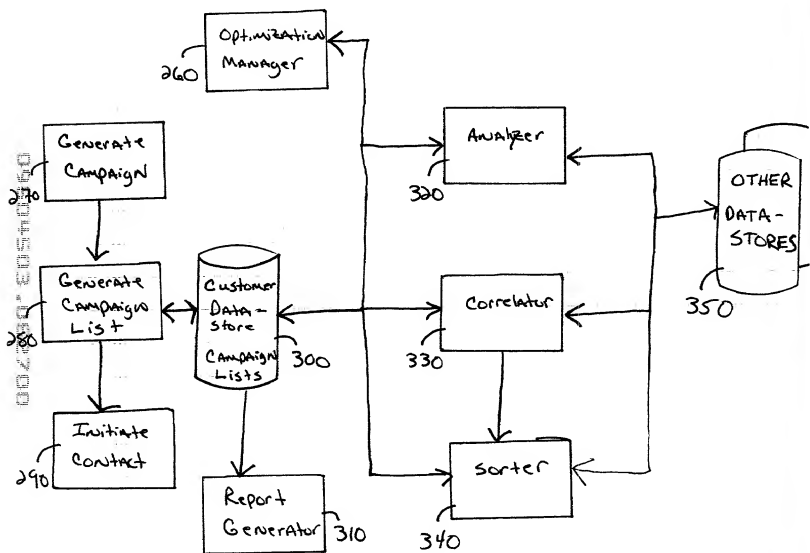 Optimization
Manager
260
Generate
Campaign
270
Generate
Campaign
List
280
Initiate
Contact
290
Customer
Data-
Store
Campaign
Lists
300
Report
Generator
310
Analyzer
320
Correlator
330
Sorter
340
OTHER
DATA-
STORES
350